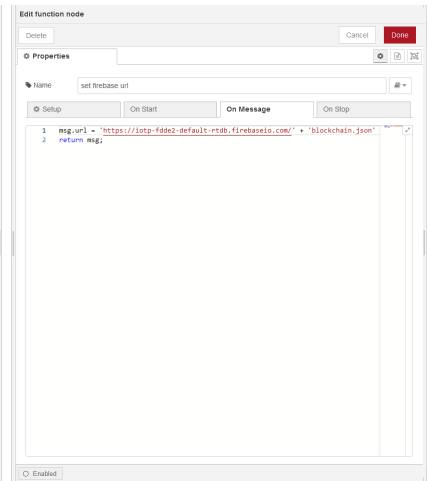 Edit function node
Delete
Cancel
Done
Properties
Name
set firebase url
Setup
On Start
On Message
On Stop
1 msg.url = 'https://iotp-fdde2-default-rtdb.firebaseio.com/' + 'blockchain.json'
2 return msg;
Enabled